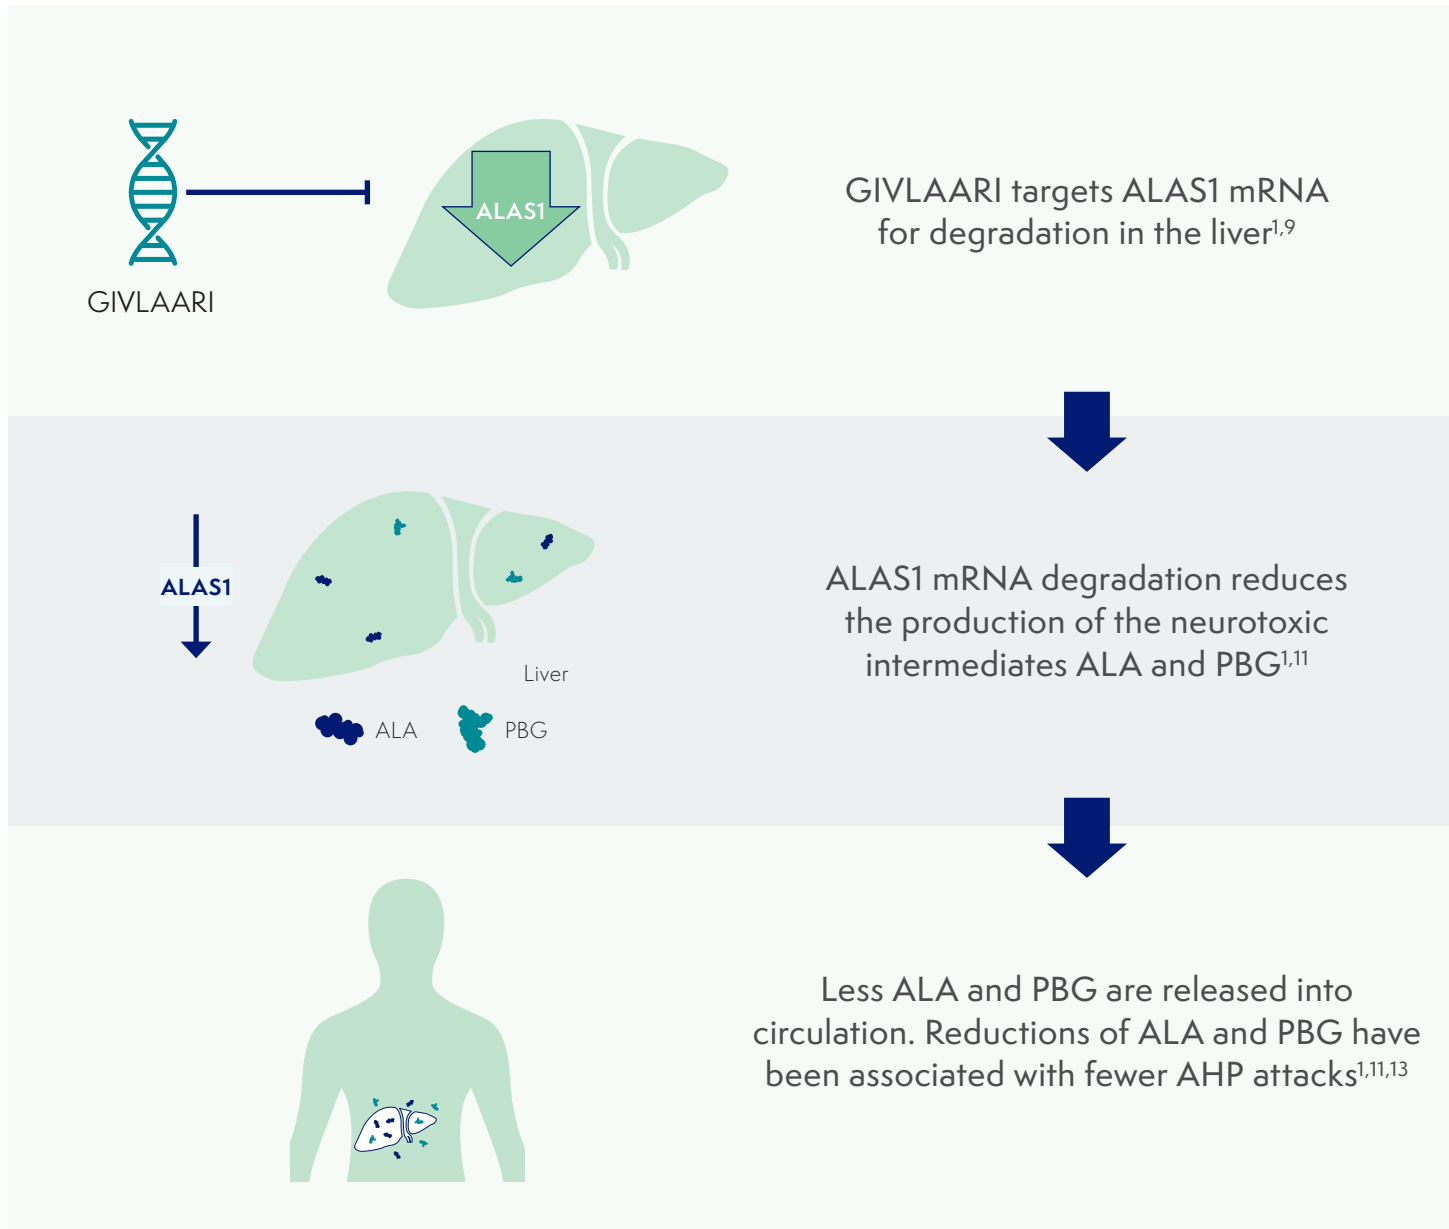 ALAS1
GIVLAARI
GIVLAARI targets ALAS1 mRNA
for degradation in the liver1,9
ALAS1
Liver
ALA
PBG
ALAS1 mRNA degradation reduces
the production of the neurotoxic
intermediates ALA and PBG1,11
Less ALA and PBG are released into
circulation. Reductions of ALA and PBG have
been associated with fewer AHP attacks1,11,13